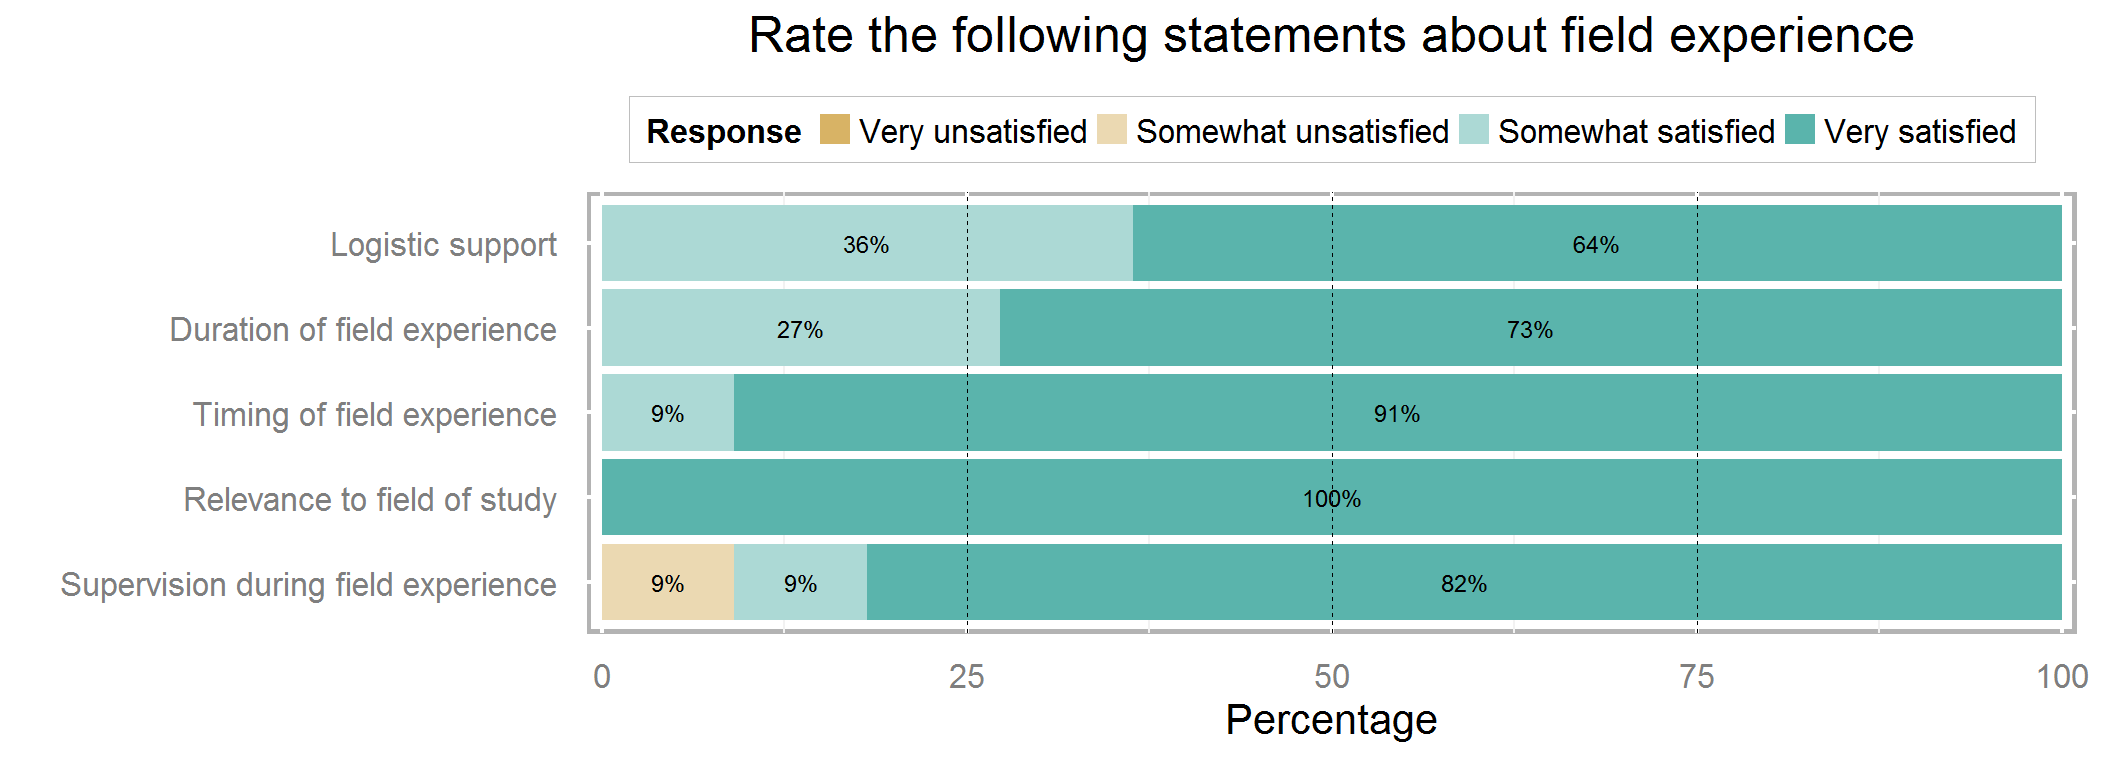 Rate the following statements about field experience
Response Very unsatisfied Somewhat unsatisfied Somewhat satisfied Very satisfied
Logistic support 36% 64%
Duration of field experience 27% 73%
Timing of field experience 9% 91%
Relevance to field of study 100%
Supervision during field experience 9% 9% 82%
0 25 50 75 100
Percentage